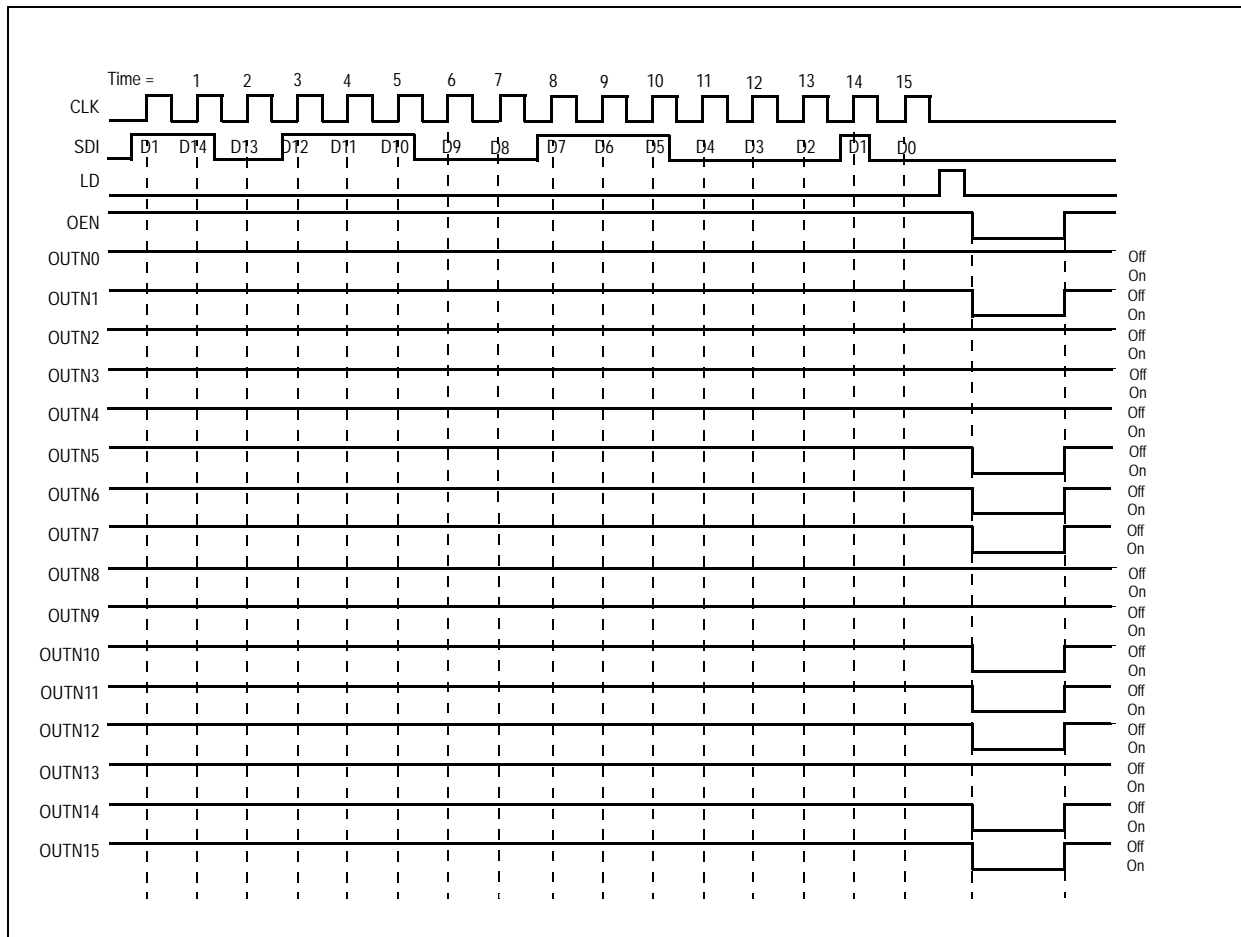 Time = 1 2 3 4 5 6 7 8 9 10 11 12 13 14 15
CLK
SDI D1 D14 D13 D12 D11 D10 D9 D8 D7 D6 D5 D4 D3 D2 D1 D0
LD
OEN
OUTN0 Off
On
OUTN1 Off
On
OUTN2 Off
On
OUTN3 Off
On
OUTN4 Off
On
OUTN5 Off
On
OUTN6 Off
On
OUTN7 Off
On
OUTN8 Off
On
OUTN9 Off
On
OUTN10 Off
On
OUTN11 Off
On
OUTN12 Off
On
OUTN13 Off
On
OUTN14 Off
On
OUTN15 Off
On